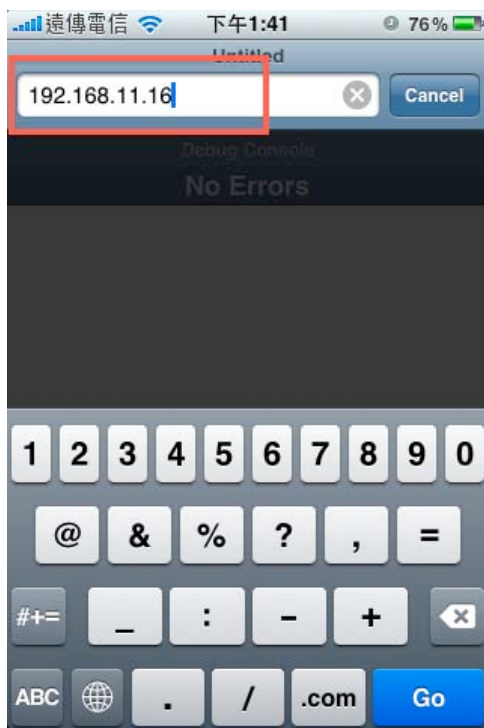 遠傳電信 下午1:41 76%
Untitled
192.168.11.16 Cancel
Debug Console
No Errors
1 2 3 4 5 6 7 8 9 0
@ & % ? , =
#+= _ : - +
ABC . / .com Go